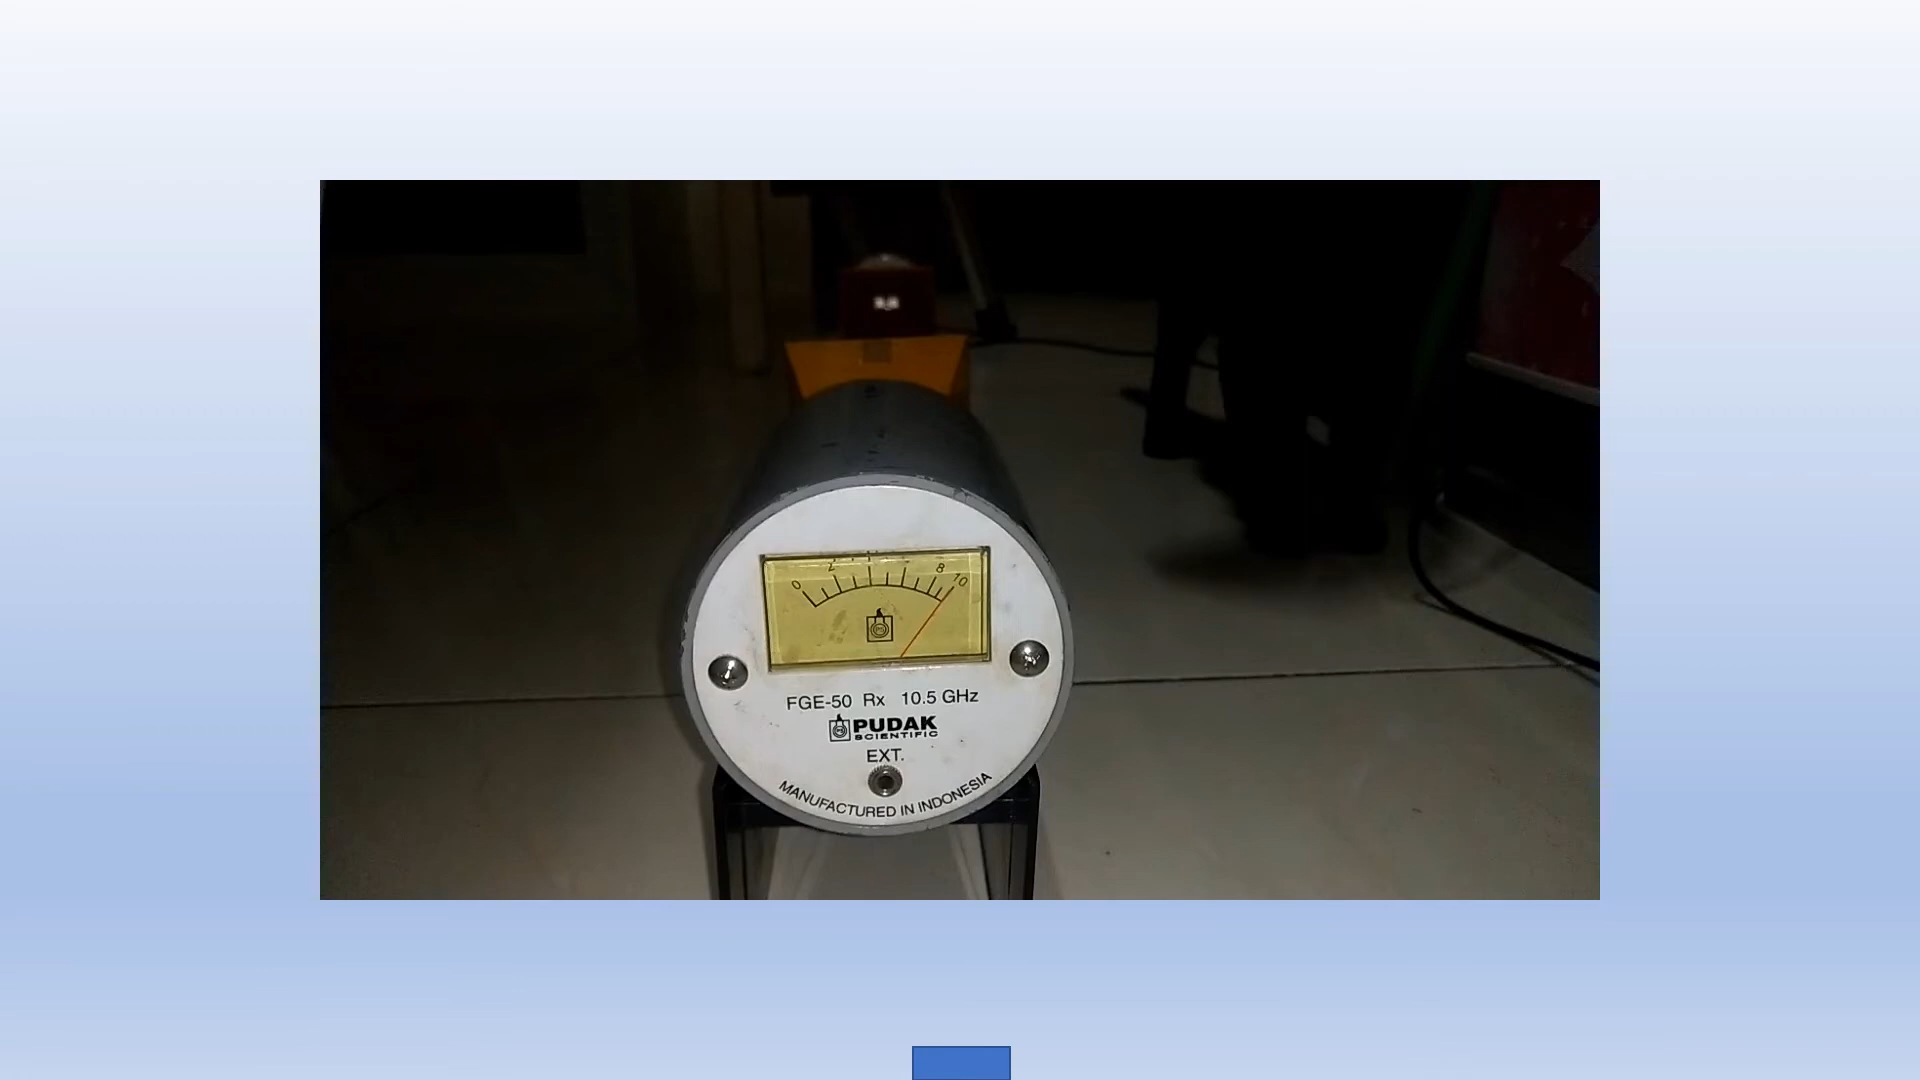 0 2 8 10
FGE-50 Rx 10.5 GHz
PUDAK
SCIENTIFIC
EXT.
MANUFACTURED IN INDONESIA